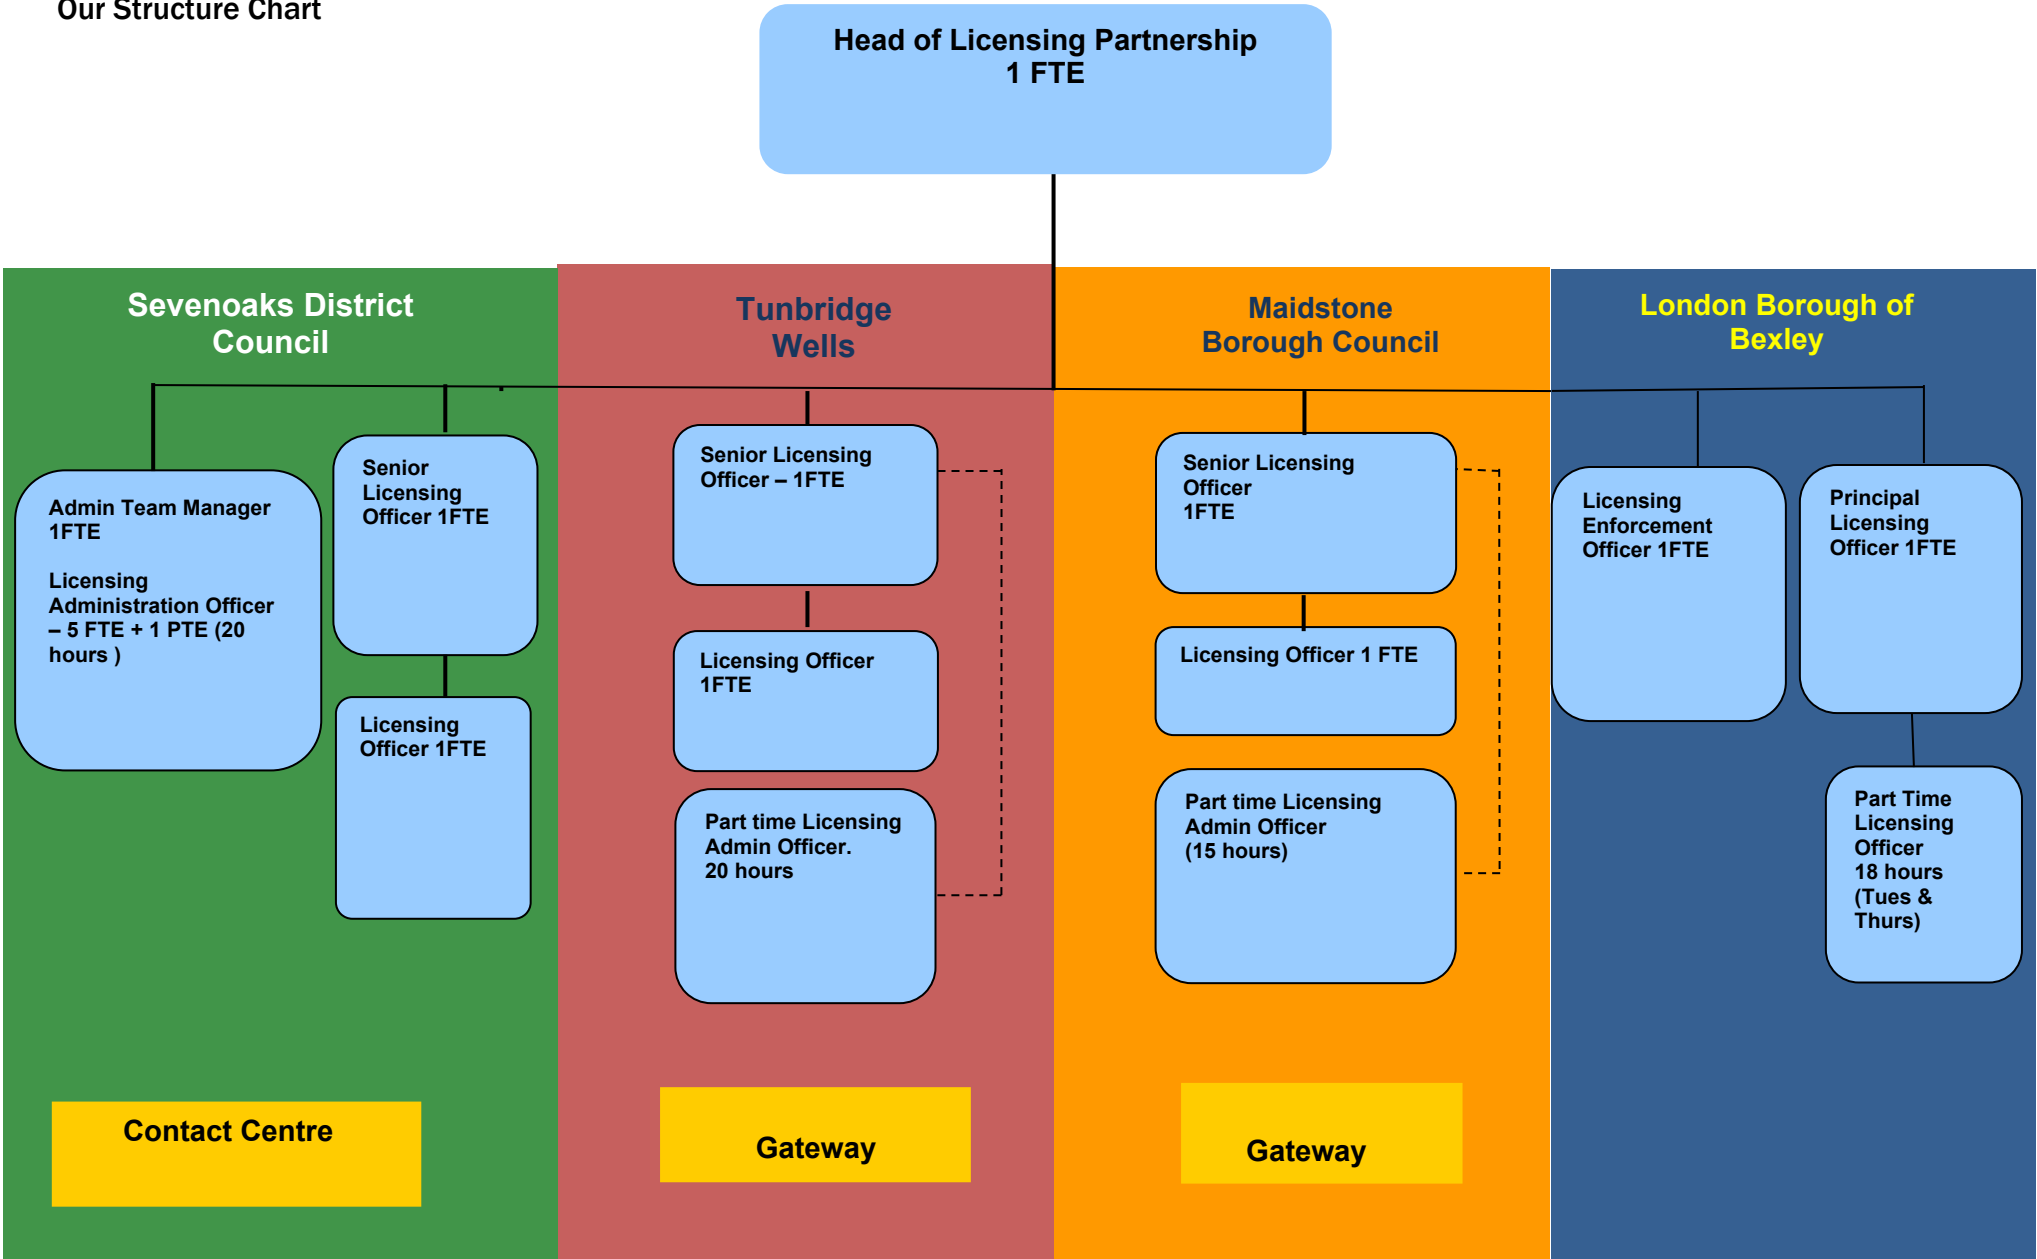 Our Structure Chart
Head of Licensing Partnership
1 FTE
Sevenoaks District
Council
Admin Team Manager
1FTE
Licensing
Administration Officer
– 5 FTE + 1 PTE (20
hours )
Senior
Licensing
Officer 1FTE
Licensing
Officer 1FTE
Contact Centre
Tunbridge
Wells
Senior Licensing
Officer – 1FTE
Licensing Officer
1FTE
Part time Licensing
Admin Officer.
20 hours
Gateway
Maidstone
Borough Council
Senior Licensing
Officer
1FTE
Licensing Officer 1 FTE
Part time Licensing
Admin Officer
(15 hours)
Gateway
London Borough of
Bexley
Licensing
Enforcement
Officer 1FTE
Principal
Licensing
Officer 1FTE
Part Time
Licensing
Officer
18 hours
(Tues &
Thurs)